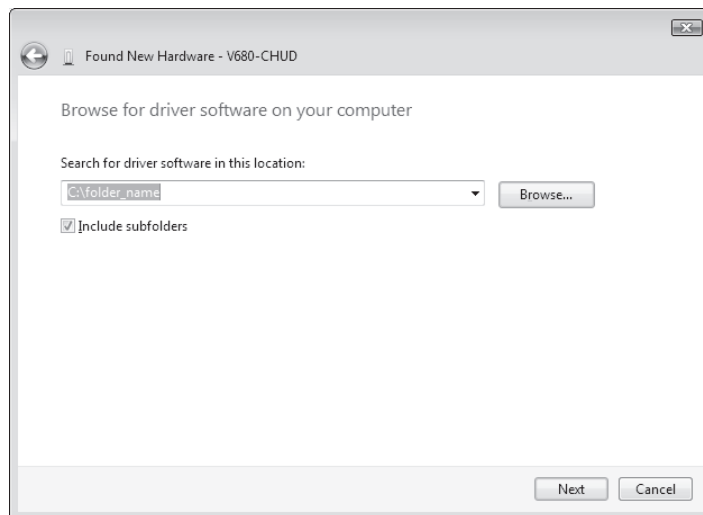 Found New Hardware - V680-CHUD
Browse for driver software on your computer
Search for driver software in this location:
C:\folder_name
Browse...
Include subfolders
Next
Cancel